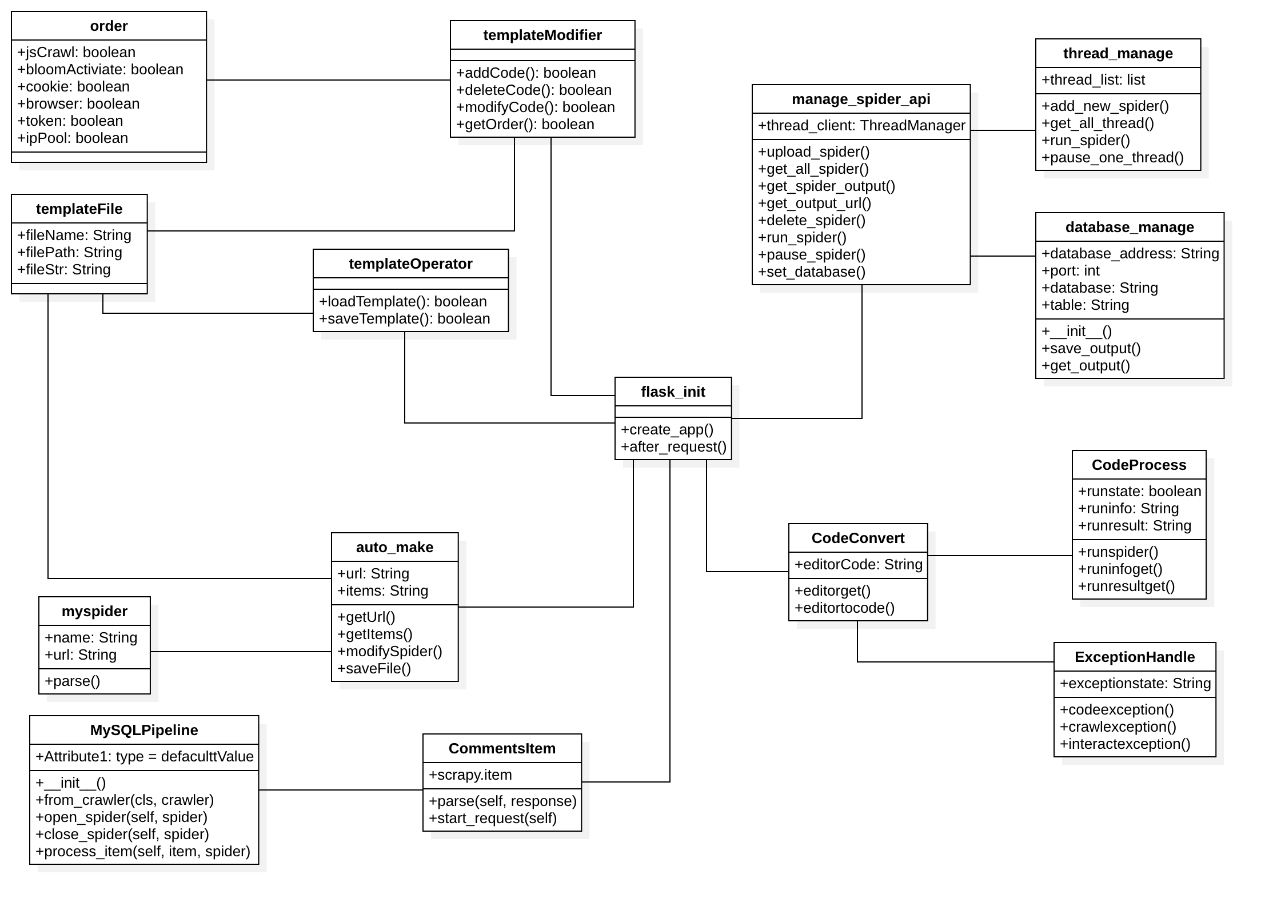 order
+jsCrawl: boolean
+bloomActiviate: boolean
+cookie: boolean
+browser: boolean
+token: boolean
+ipPool: boolean
templateModifier
+addCode(): boolean
+deleteCode(): boolean
+modifyCode(): boolean
+getOrder(): boolean
thread_manage
+thread_list: list
+add_new_spider()
+get_all_thread()
+run_spider()
+pause_one_thread()
manage_spider_api
+thread_client: ThreadManager
+upload_spider()
+get_all_spider()
+get_spider_output()
+get_output_url()
+delete_spider()
+run_spider()
+pause_spider()
+set_database()
templateFile
+fileName: String
+filePath: String
+fileStr: String
templateOperator
+loadTemplate(): boolean
+saveTemplate(): boolean
database_manage
+database_address: String
+port: int
+database: String
+table: String
+__init__()
+save_output()
+get_output()
flask_init
+create_app()
+after_request()
CodeProcess
+runstate: boolean
+runinfo: String
+runresult: String
+runspider()
+runinfoget()
+runresultget()
CodeConvert
+editorCode: String
+editorget()
+editortocode()
auto_make
+url: String
+items: String
+getUrl()
+getItems()
+modifySpider()
+saveFile()
myspider
+name: String
+url: String
+parse()
ExceptionHandle
+exceptionstate: String
+codeexception()
+crawlexception()
+interactexception()
MySQLPipeline
+Attribute1: type = defaculttValue
+__init__()
+from_crawler(cls, crawler)
+open_spider(self, spider)
+close_spider(self, spider)
+process_item(self, item, spider)
CommentsItem
+scrapy.item
+parse(self, response)
+start_request(self)